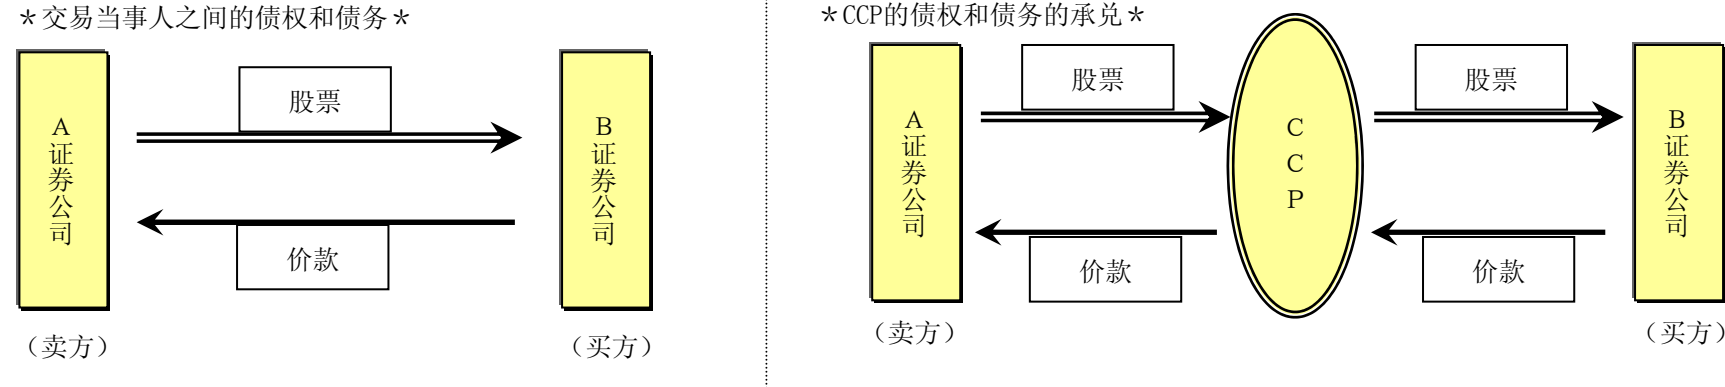 ＊交易当事人之间的债权和债务＊
股票
A证券公司
B证券公司
价款
（卖方）
（买方）
＊CCP的债权和债务的承兑＊
股票
股票
A证券公司
CCP
B证券公司
价款
价款
（卖方）
（买方）